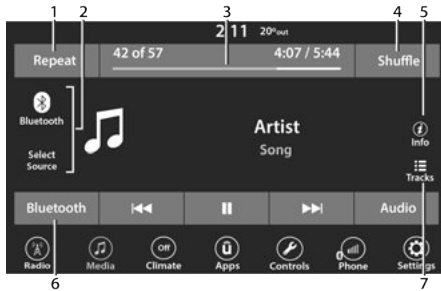 1 2 3 4 5
2 11 20° out
Repeat 42 of 57 4:07 / 5:44 Shuffle
Bluetooth
Artist
Song
Info
Select
Source
Tracks
Bluetooth Audio
Off
û
Radio Media Climate Apps Controls 0 Phone Settings
6 7